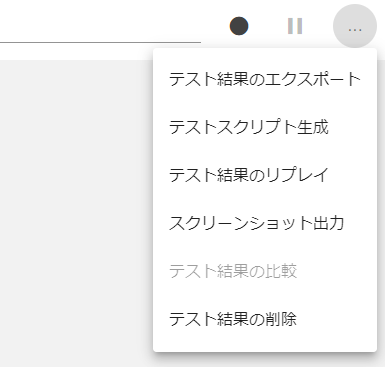 ...
テスト結果のエクスポート
テストスクリプト生成
テスト結果のリプレイ
スクリーンショット出力
テスト結果の比較
テスト結果の削除